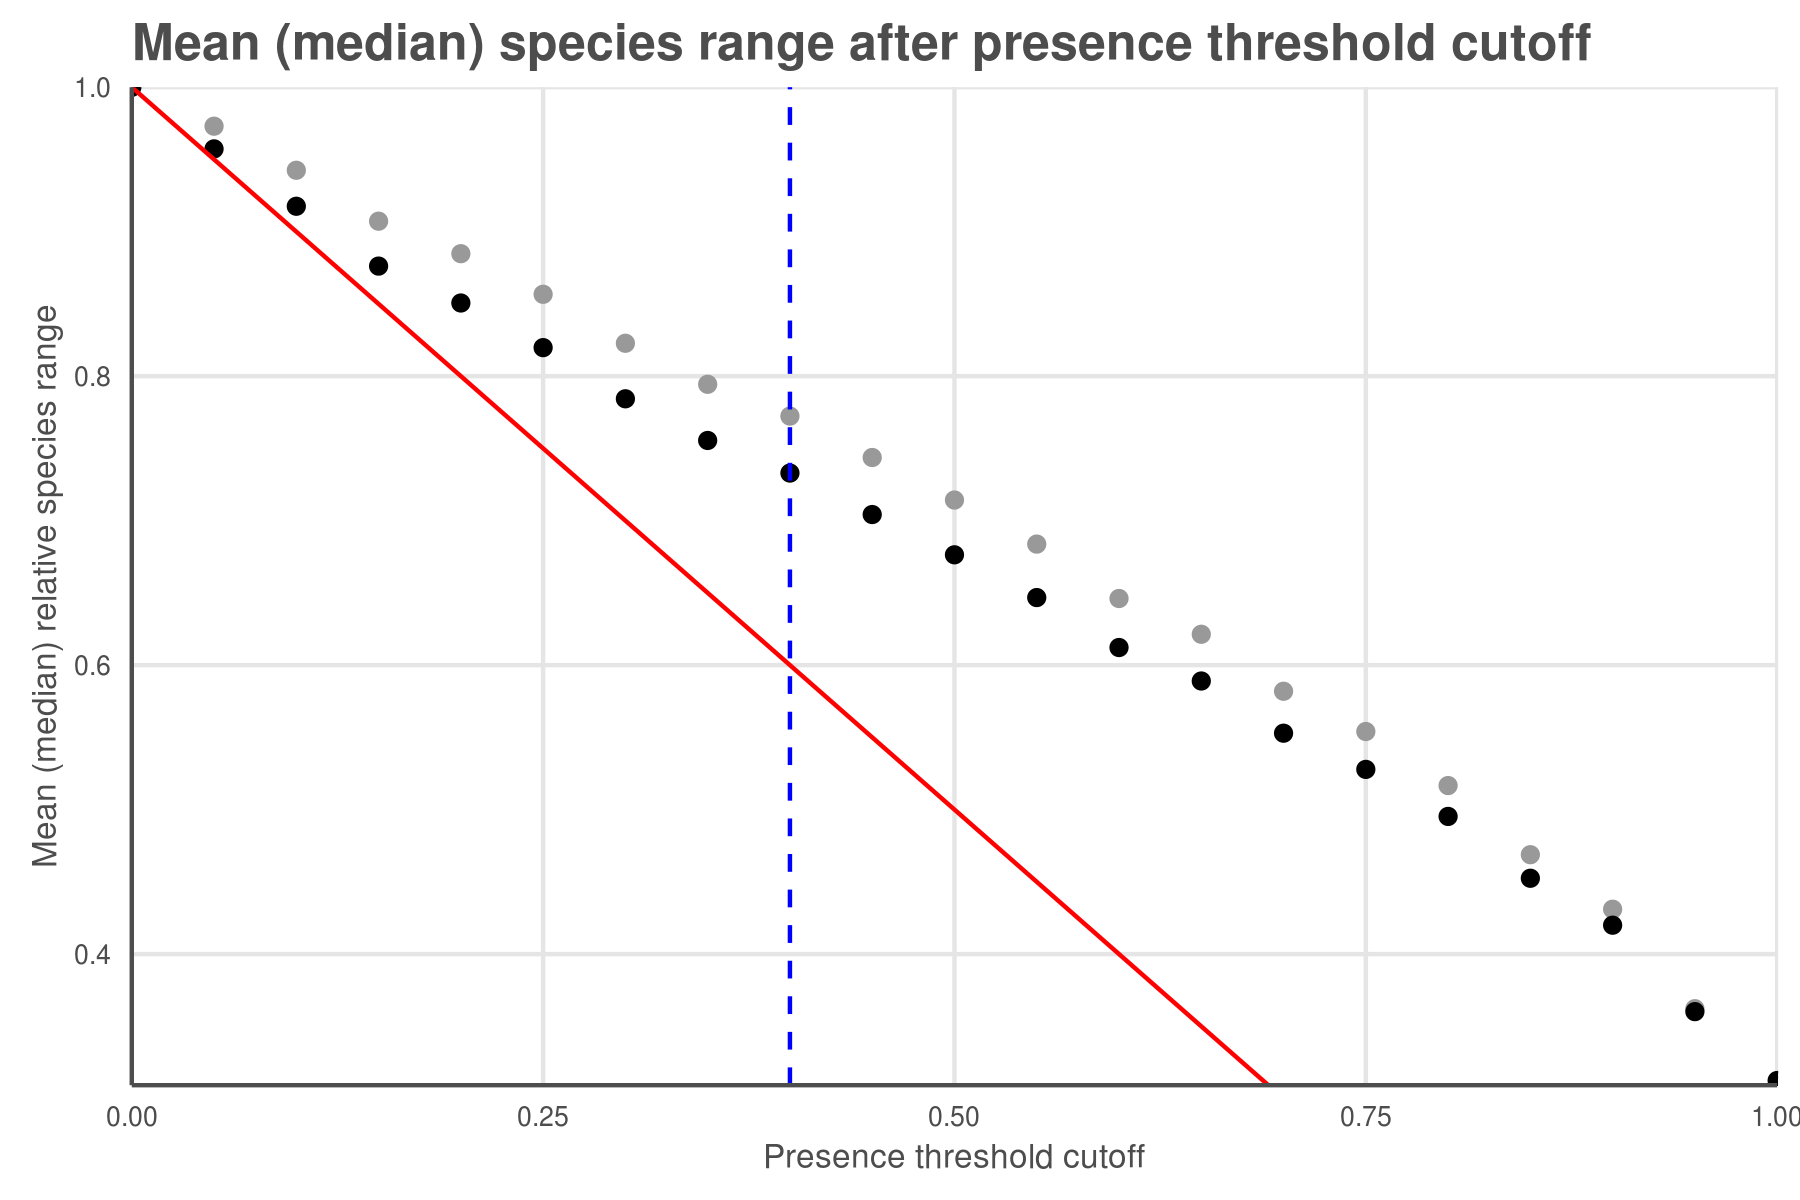 Mean (median) species range after presence threshold cutoff
1.0
0.8
0.6
0.4
Mean (median) relative species range
0.00 0.25 0.50 0.75 1.00
Presence threshold cutoff